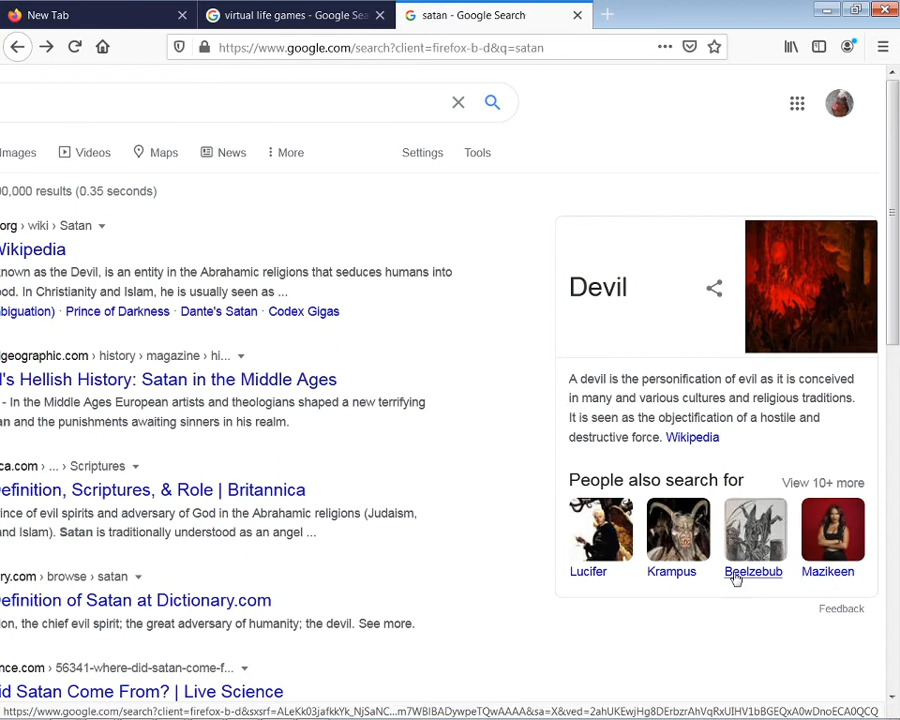 New Tab
virtual life games - Google Sea
satan - Google Search
https://www.google.com/search?client=firefox-b-d&q=satan
Images
Videos
Maps
News
More
Settings
Tools
00,000 results (0.35 seconds)
org › wiki › Satan
Wikipedia
known as the Devil, is an entity in the Abrahamic religions that seduces humans into
ood. In Christianity and Islam, he is usually seen as ...
biguation) · Prince of Darkness · Dante's Satan · Codex Gigas
geographic.com › history › magazine › hi...
l's Hellish History: Satan in the Middle Ages
- In the Middle Ages European artists and theologians shaped a new terrifying
an and the punishments awaiting sinners in his realm.
ca.com › ... › Scriptures
efinition, Scriptures, & Role | Britannica
rince of evil spirits and adversary of God in the Abrahamic religions (Judaism,
and Islam). Satan is traditionally understood as an angel ...
ry.com › browse › satan
efinition of Satan at Dictionary.com
on, the chief evil spirit; the great adversary of humanity; the devil. See more.
nce.com › 56341-where-did-satan-come-f...
id Satan Come From? | Live Science
Devil
A devil is the personification of evil as it is conceived
in many and various cultures and religious traditions.
It is seen as the objectification of a hostile and
destructive force. Wikipedia
People also search for
View 10+ more
Lucifer
Krampus
Beelzebub
Mazikeen
Feedback